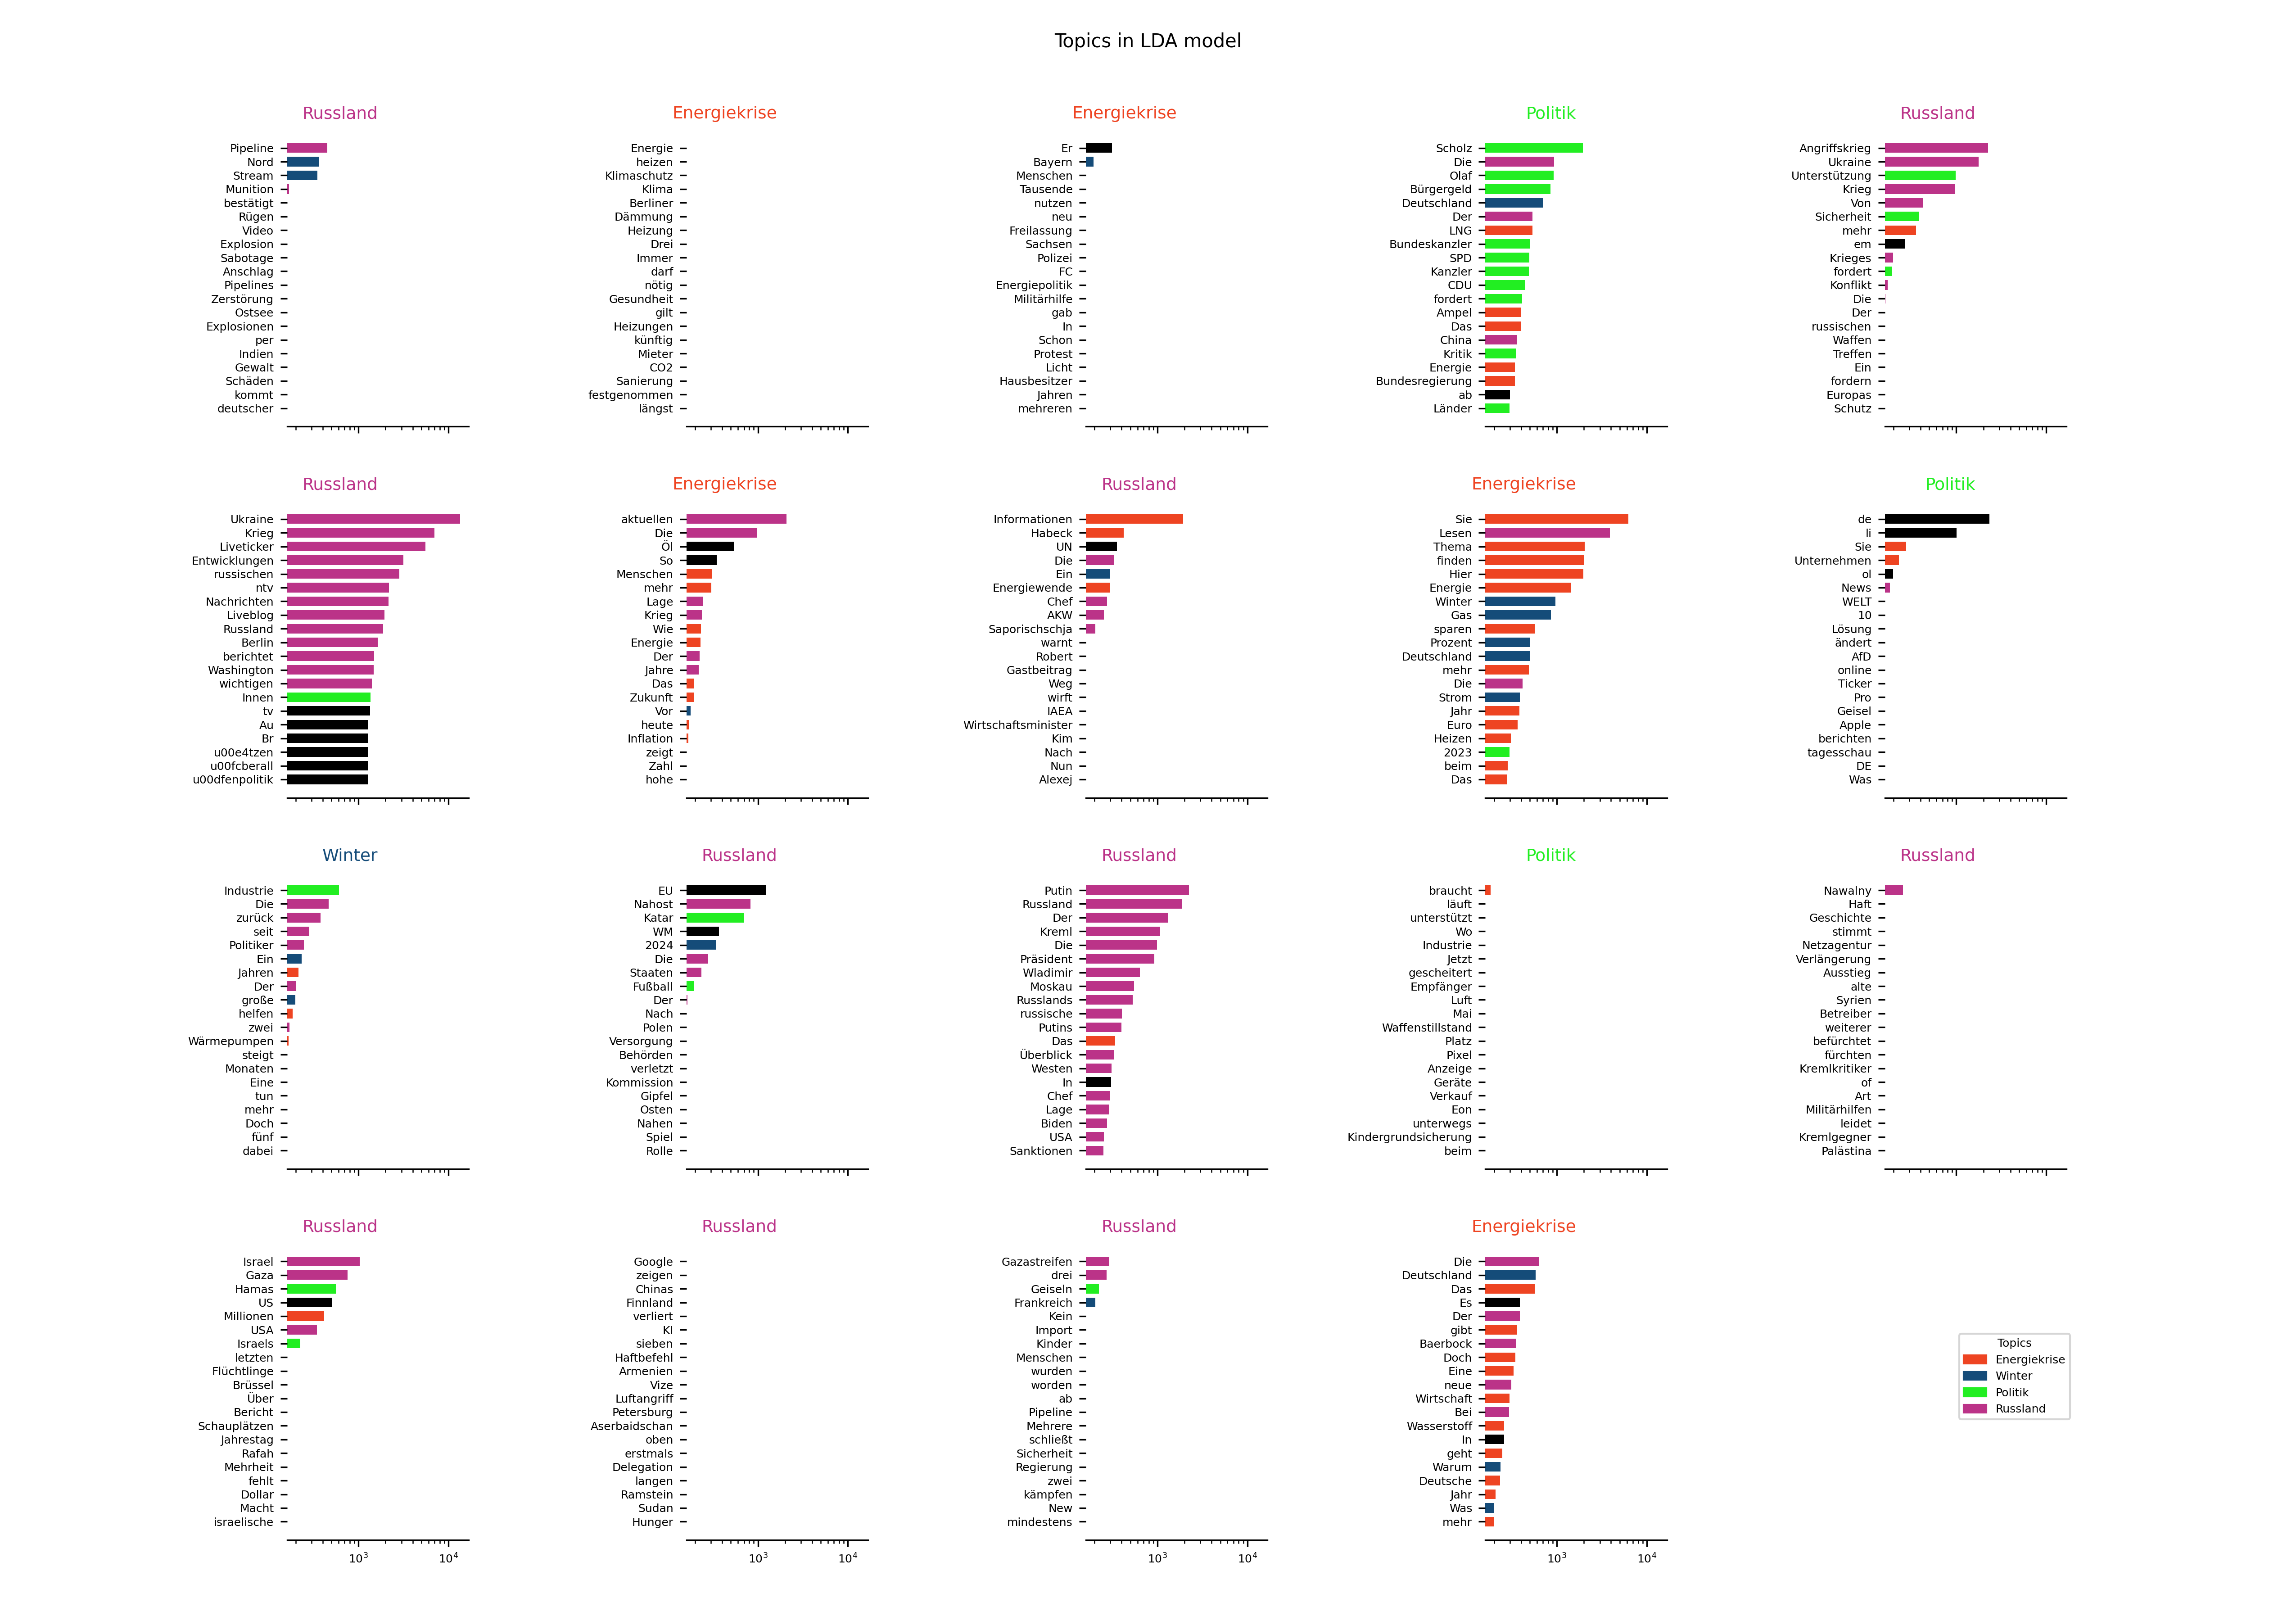 Topics in LDA model
Russland
Pipeline
Nord
Stream
Munition
bestätigt
Rügen
Video
Explosion
Sabotage
Anschlag
Pipelines
Zerstörung
Ostsee
Explosionen
per
Indien
Gewalt
Schäden
kommt
deutscher
Energiekrise
Energie
heizen
Klimaschutz
Klima
Berliner
Dämmung
Heizung
Drei
Immer
darf
nötig
Gesundheit
gilt
Heizungen
künftig
Mieter
CO2
Sanierung
festgenommen
längst
Energiekrise
Er
Bayern
Menschen
Tausende
nutzen
neu
Freilassung
Sachsen
Polizei
FC
Energiepolitik
Militärhilfe
gab
In
Schon
Protest
Licht
Hausbesitzer
Jahren
mehreren
Politik
Scholz
Die
Olaf
Bürgergeld
Deutschland
Der
LNG
Bundeskanzler
SPD
Kanzler
CDU
fordert
Ampel
Das
China
Kritik
Energie
Bundesregierung
ab
Länder
Russland
Angriffskrieg
Ukraine
Unterstützung
Krieg
Von
Sicherheit
mehr
em
Krieges
fordert
Konflikt
Die
Der
russischen
Waffen
Treffen
Ein
fordern
Europas
Schutz
Russland
Ukraine
Krieg
Liveticker
Entwicklungen
russischen
ntv
Nachrichten
Liveblog
Russland
Berlin
berichtet
Washington
wichtigen
Innen
tv
Au
Br
u00e4tzen
u00fcberall
u00dfenpolitik
Energiekrise
aktuellen
Die
Öl
So
Menschen
mehr
Lage
Krieg
Wie
Energie
Der
Jahre
Das
Zukunft
Vor
heute
Inflation
zeigt
Zahl
hohe
Russland
Informationen
Habeck
UN
Die
Ein
Energiewende
Chef
AKW
Saporischschja
warnt
Robert
Gastbeitrag
Weg
wirft
IAEA
Wirtschaftsminister
Kim
Nach
Nun
Alexej
Energiekrise
Sie
Lesen
Thema
finden
Hier
Energie
Winter
Gas
sparen
Prozent
Deutschland
mehr
Die
Strom
Jahr
Euro
Heizen
2023
beim
Das
Politik
de
li
Sie
Unternehmen
ol
News
WELT
10
Lösung
ändert
AfD
online
Ticker
Pro
Geisel
Apple
berichten
tagesschau
DE
Was
Winter
Industrie
Die
zurück
seit
Politiker
Ein
Jahren
Der
große
helfen
zwei
Wärmepumpen
steigt
Monaten
Eine
tun
mehr
Doch
fünf
dabei
Russland
EU
Nahost
Katar
WM
2024
Die
Staaten
Fußball
Der
Nach
Polen
Versorgung
Behörden
verletzt
Kommission
Gipfel
Osten
Nahen
Spiel
Rolle
Russland
Putin
Russland
Der
Kreml
Die
Präsident
Wladimir
Moskau
Russlands
russische
Putins
Das
Überblick
Westen
In
Chef
Lage
Biden
USA
Sanktionen
Politik
braucht
läuft
unterstützt
Wo
Industrie
Jetzt
gescheitert
Empfänger
Luft
Mai
Waffenstillstand
Platz
Pixel
Anzeige
Geräte
Verkauf
Eon
unterwegs
Kindergrundsicherung
beim
Russland
Nawalny
Haft
Geschichte
stimmt
Netzagentur
Verlängerung
Ausstieg
alte
Syrien
Betreiber
weiterer
befürchtet
fürchten
Kremlkritiker
of
Art
Militärhilfen
leidet
Kremlgegner
Palästina
Russland
Israel
Gaza
Hamas
US
Millionen
USA
Israels
letzten
Flüchtlinge
Brüssel
Über
Bericht
Schauplätzen
Jahrestag
Rafah
Mehrheit
fehlt
Dollar
Macht
israelische
10³ 10⁴
Russland
Google
zeigen
Chinas
Finnland
verliert
KI
sieben
Haftbefehl
Armenien
Vize
Luftangriff
Petersburg
Aserbaidschan
oben
erstmals
Delegation
langen
Ramstein
Sudan
Hunger
10³ 10⁴
Russland
Gazastreifen
drei
Geiseln
Frankreich
Kein
Import
Kinder
Menschen
wurden
worden
ab
Pipeline
Mehrere
schließt
Sicherheit
Regierung
zwei
kämpfen
New
mindestens
10³ 10⁴
Energiekrise
Die
Deutschland
Das
Es
Der
gibt
Baerbock
Doch
Eine
neue
Wirtschaft
Bei
Wasserstoff
In
geht
Warum
Deutsche
Jahr
Was
mehr
10³ 10⁴
Topics
Energiekrise
Winter
Politik
Russland